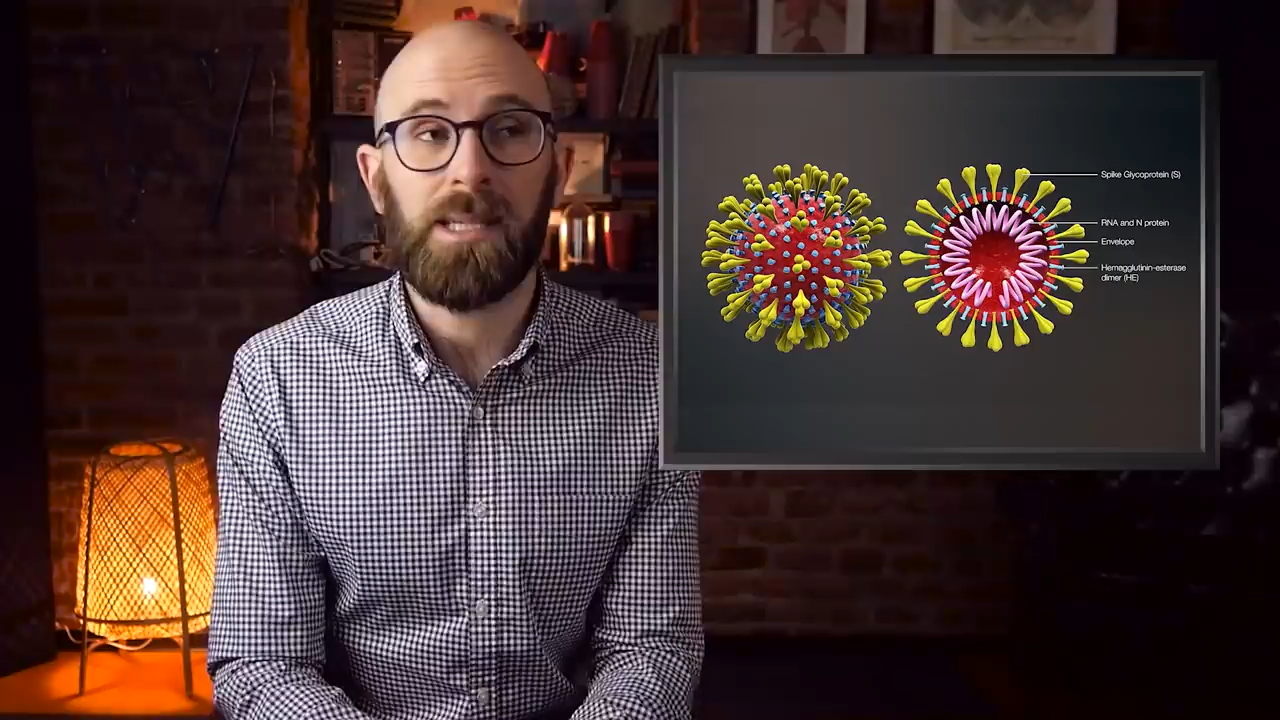 Spike Glycoprotein (S)
RNA and N protein
Envelope
Hemagglutinin-esterase
dimer (HE)